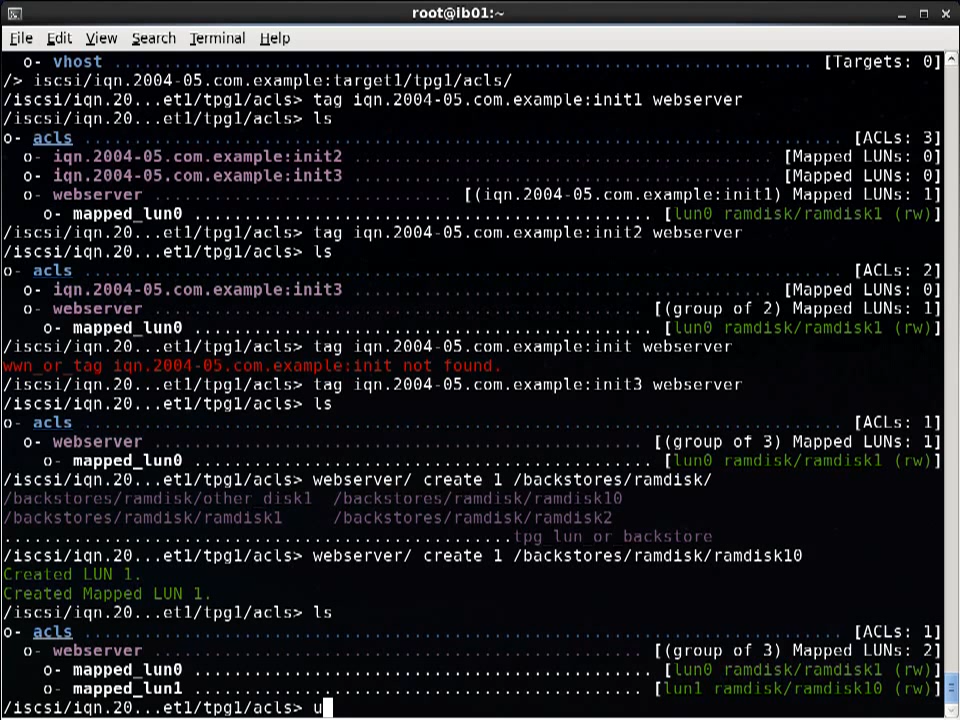 root@ib01:~
File Edit View Search Terminal Help
o- vhost ........................................................................ [Targets: 0]
/> iscsi/iqn.2004-05.com.example:target1/tpg1/acls/
/iscsi/iqn.20...et1/tpg1/acls> tag iqn.2004-05.com.example:init1 webserver
/iscsi/iqn.20...et1/tpg1/acls> ls
o- acls ........................................................................... [ACLs: 3]
o- iqn.2004-05.com.example:init2 ........................................... [Mapped LUNs: 0]
o- iqn.2004-05.com.example:init3 ........................................... [Mapped LUNs: 0]
o- webserver ................................ [(iqn.2004-05.com.example:init1) Mapped LUNs: 1]
o- mapped_lun0 ............................................... [lun0 ramdisk/ramdisk1 (rw)]
/iscsi/iqn.20...et1/tpg1/acls> tag iqn.2004-05.com.example:init2 webserver
/iscsi/iqn.20...et1/tpg1/acls> ls
o- acls ........................................................................... [ACLs: 2]
o- iqn.2004-05.com.example:init3 ........................................... [Mapped LUNs: 0]
o- webserver .................................................. [(group of 2) Mapped LUNs: 1]
o- mapped_lun0 ............................................... [lun0 ramdisk/ramdisk1 (rw)]
/iscsi/iqn.20...et1/tpg1/acls> tag iqn.2004-05.com.example:init webserver
wwn_or_tag iqn.2004-05.com.example:init not found.
/iscsi/iqn.20...et1/tpg1/acls> tag iqn.2004-05.com.example:init3 webserver
/iscsi/iqn.20...et1/tpg1/acls> ls
o- acls ........................................................................... [ACLs: 1]
o- webserver .................................................. [(group of 3) Mapped LUNs: 1]
o- mapped_lun0 ............................................... [lun0 ramdisk/ramdisk1 (rw)]
/iscsi/iqn.20...et1/tpg1/acls> webserver/ create 1 /backstores/ramdisk/
/backstores/ramdisk/other_disk1 /backstores/ramdisk/ramdisk10
/backstores/ramdisk/ramdisk1 /backstores/ramdisk/ramdisk2
...................................................tpg_lun_or_backstore
/iscsi/iqn.20...et1/tpg1/acls> webserver/ create 1 /backstores/ramdisk/ramdisk10
Created LUN 1.
Created Mapped LUN 1.
/iscsi/iqn.20...et1/tpg1/acls> ls
o- acls ........................................................................... [ACLs: 1]
o- webserver .................................................. [(group of 3) Mapped LUNs: 2]
o- mapped_lun0 ............................................... [lun0 ramdisk/ramdisk1 (rw)]
o- mapped_lun1 .............................................. [lun1 ramdisk/ramdisk10 (rw)]
/iscsi/iqn.20...et1/tpg1/acls> u